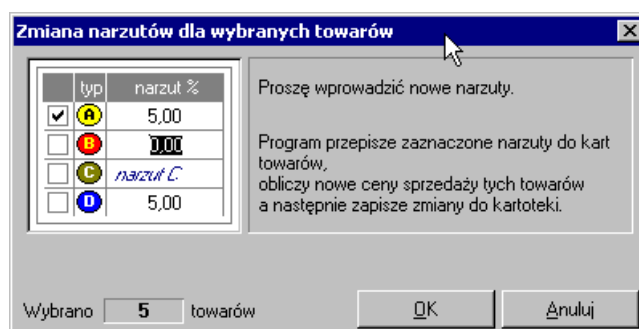 Zmiana narzutów dla wybranych towarów
typ narzut %
A 5,00
B 0,00
C narzut C
D 5,00
Proszę wprowadzić nowe narzuty.
Program przepisze zaznaczone narzuty do kart
towarów,
obliczy nowe ceny sprzedaży tych towarów
a następnie zapisze zmiany do kartoteki.
Wybrano 5 towarów
OK
Anuluj